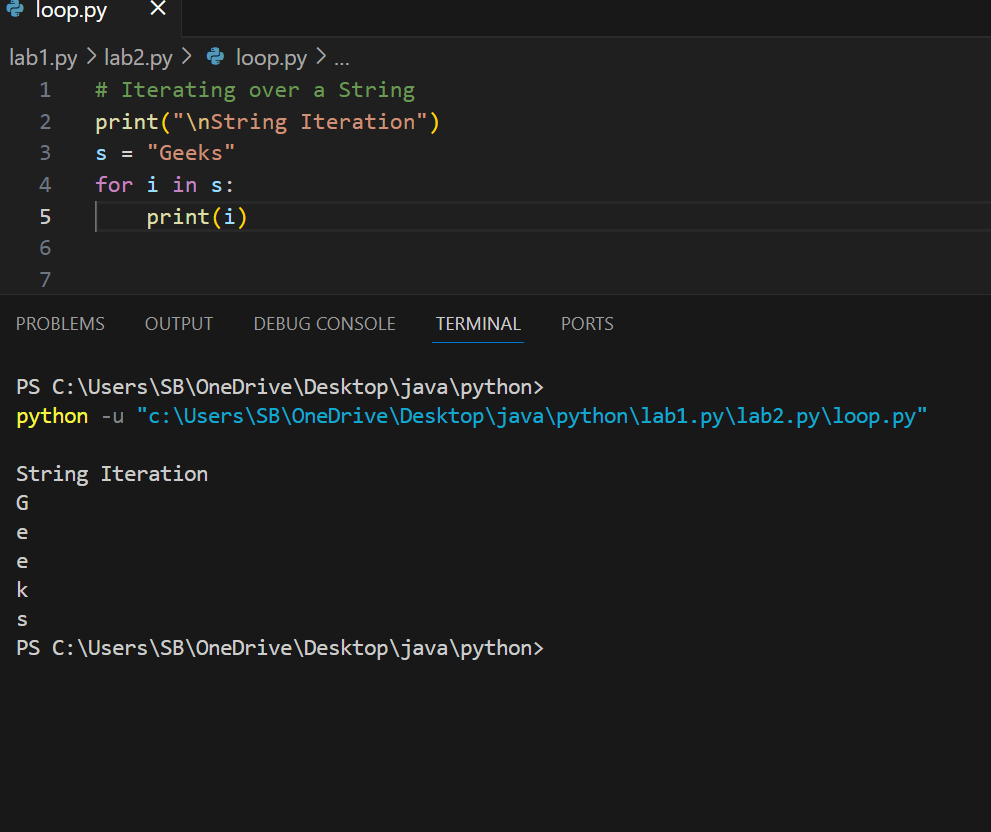 loop.py
lab1.py > lab2.py > loop.py > ...
1 # Iterating over a String
2 print("\nString Iteration")
3 s = "Geeks"
4 for i in s:
5     print(i)
6
7
PROBLEMS OUTPUT DEBUG CONSOLE TERMINAL PORTS
PS C:\Users\SB\OneDrive\Desktop\java\python>
python -u "c:\Users\SB\OneDrive\Desktop\java\python\lab1.py\lab2.py\loop.py"
String Iteration
G
e
e
k
s
PS C:\Users\SB\OneDrive\Desktop\java\python>